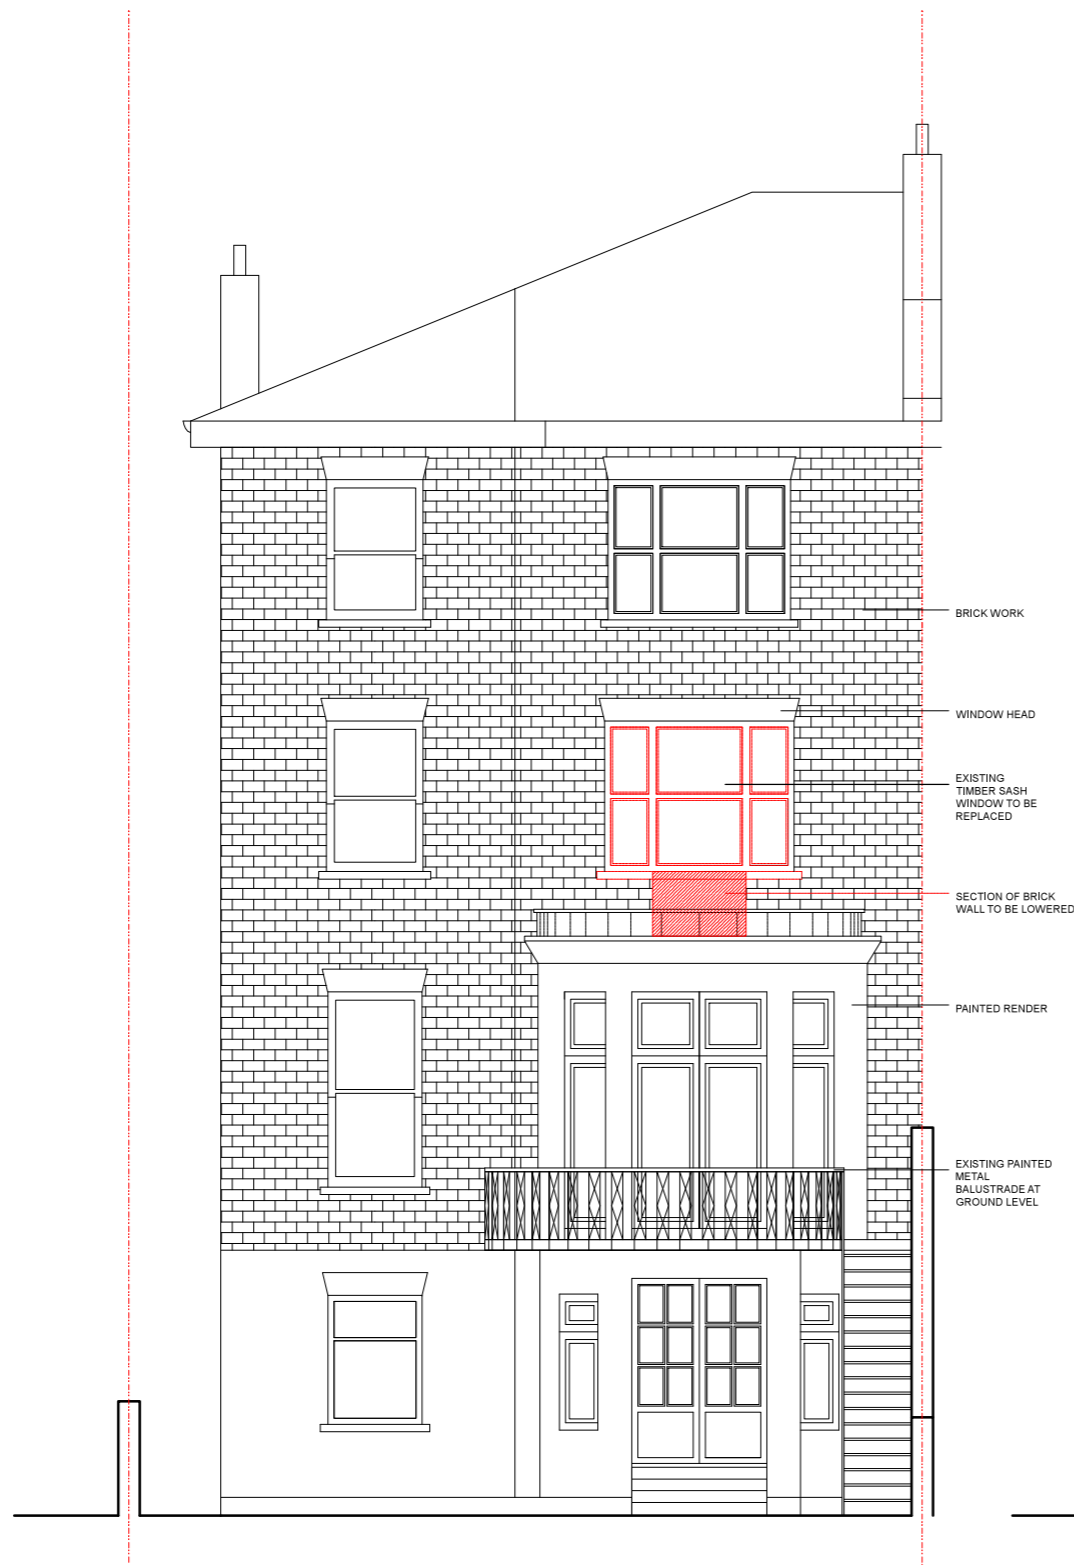 BRICK WORK
WINDOW HEAD
EXISTING
TIMBER SASH
WINDOW TO BE
REPLACED
SECTION OF BRICK
WALL TO BE LOWERED
PAINTED RENDER
EXISTING PAINTED
METAL
BALUSTRADE AT
GROUND LEVEL